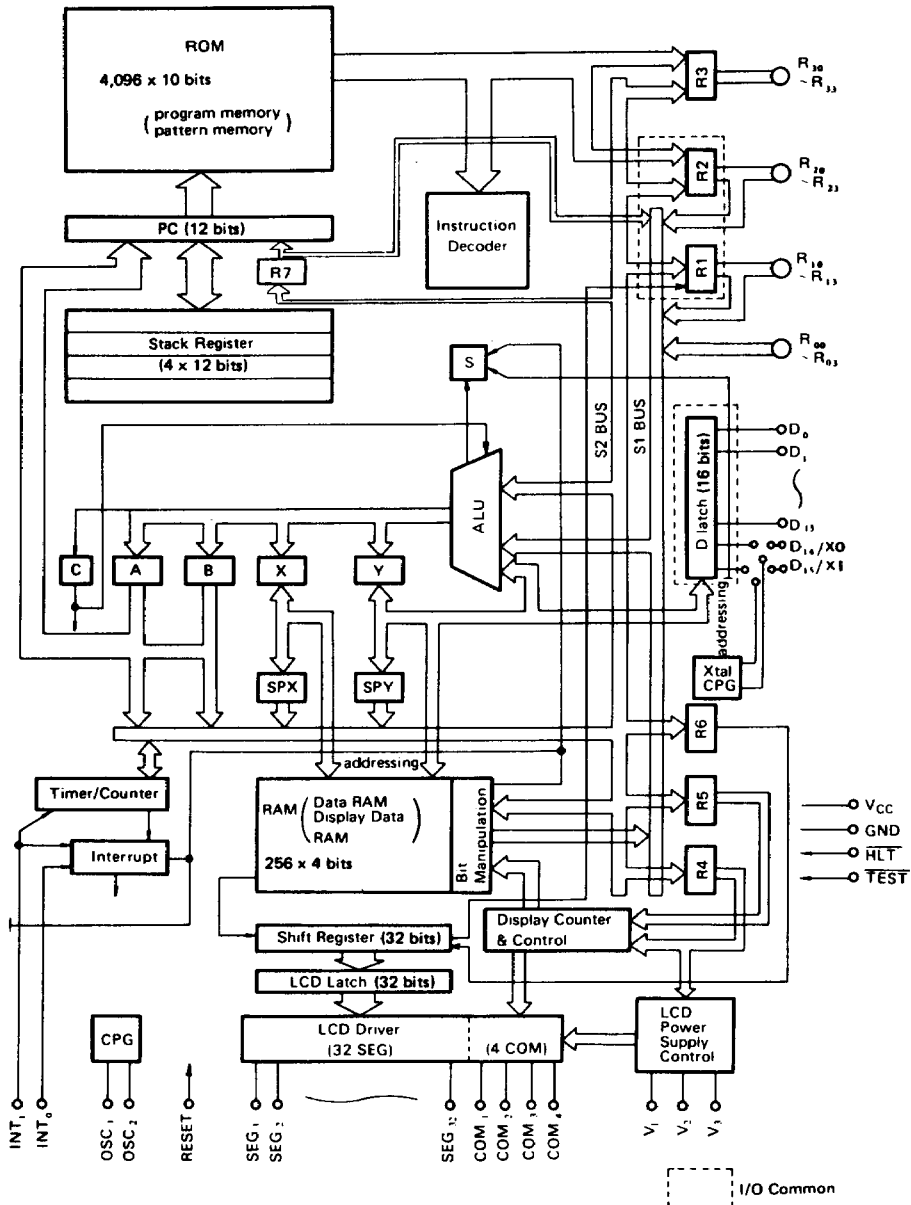 ROM
4,096 x 10 bits
( program memory
pattern memory )
PC (12 bits)
R7
Stack Register
(4 x 12 bits)
Instruction
Decoder
R3
R2
R1
R30
~R33
R20
~R23
R10
~R13
R00
~R03
S
S2 BUS
S1 BUS
ALU
D latch (16 bits)
D0
D1
D13
D14/XO
D15/XI
C
A
B
X
Y
SPX
SPY
addressing
Xtal
CPG
R6
R5
R4
addressing
Timer/Counter
Interrupt
RAM ( Data RAM
Display Data
RAM )
256 x 4 bits
Bit
Manipulation
VCC
GND
HLT
TEST
Shift Register (32 bits)
LCD Latch (32 bits)
Display Counter
& Control
LCD Driver
(32 SEG)
(4 COM)
LCD
Power
Supply
Control
CPG
INT1
INT0
OSC1
OSC2
RESET
SEG1
SEG2
SEG32
COM1
COM2
COM3
COM4
V1
V2
V3
I/O Common